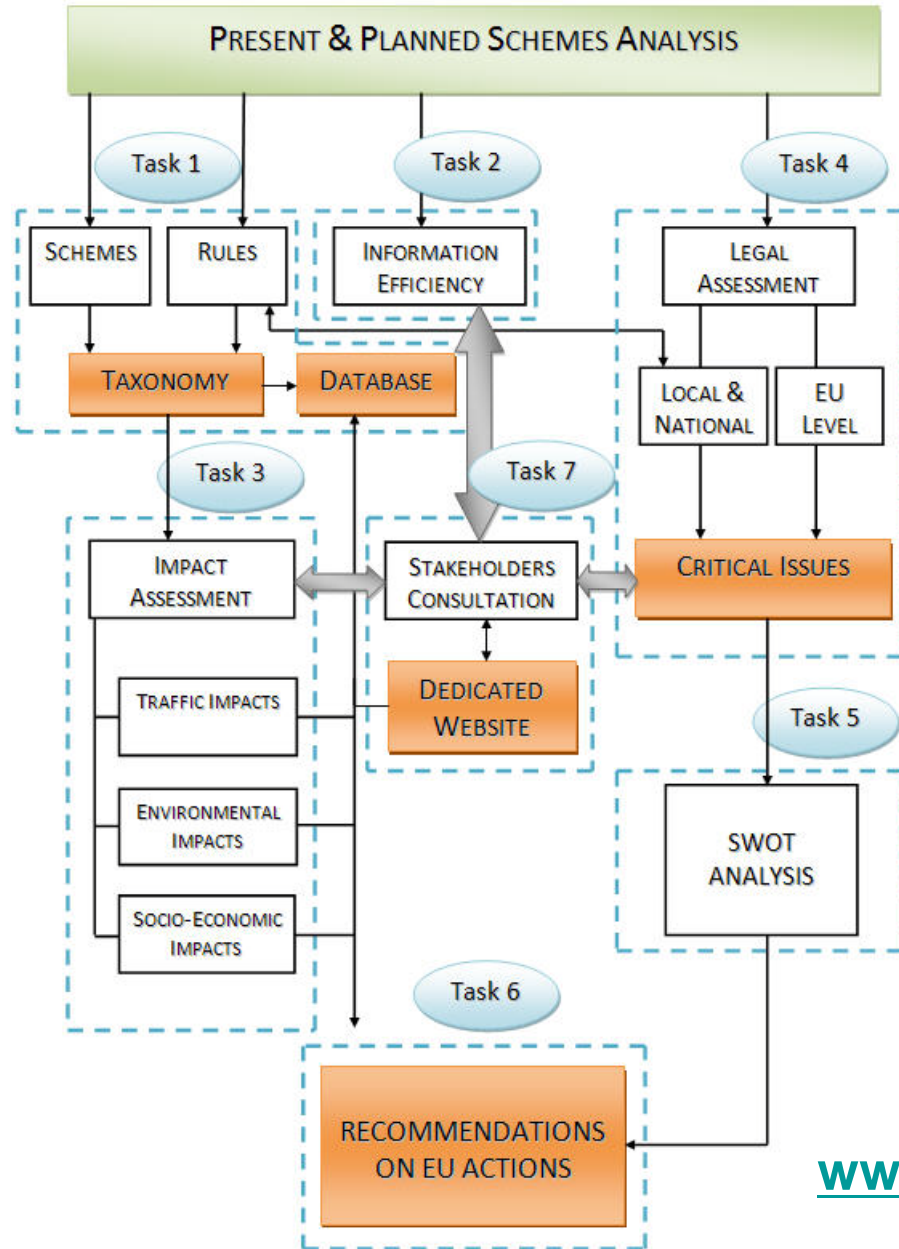 PRESENT & PLANNED SCHEMES ANALYSIS
Task 1
Task 2
Task 4
SCHEMES
RULES
INFORMATION
EFFICIENCY
LEGAL
ASSESSMENT
TAXONOMY
DATABASE
LOCAL &
NATIONAL
EU
LEVEL
Task 3
Task 7
IMPACT
ASSESSMENT
STAKEHOLDERS
CONSULTATION
CRITICAL ISSUES
TRAFFIC IMPACTS
DEDICATED
WEBSITE
Task 5
ENVIRONMENTAL
IMPACTS
SWOT
ANALYSIS
SOCIO-ECONOMIC
IMPACTS
Task 6
RECOMMENDATIONS
ON EU ACTIONS
ww